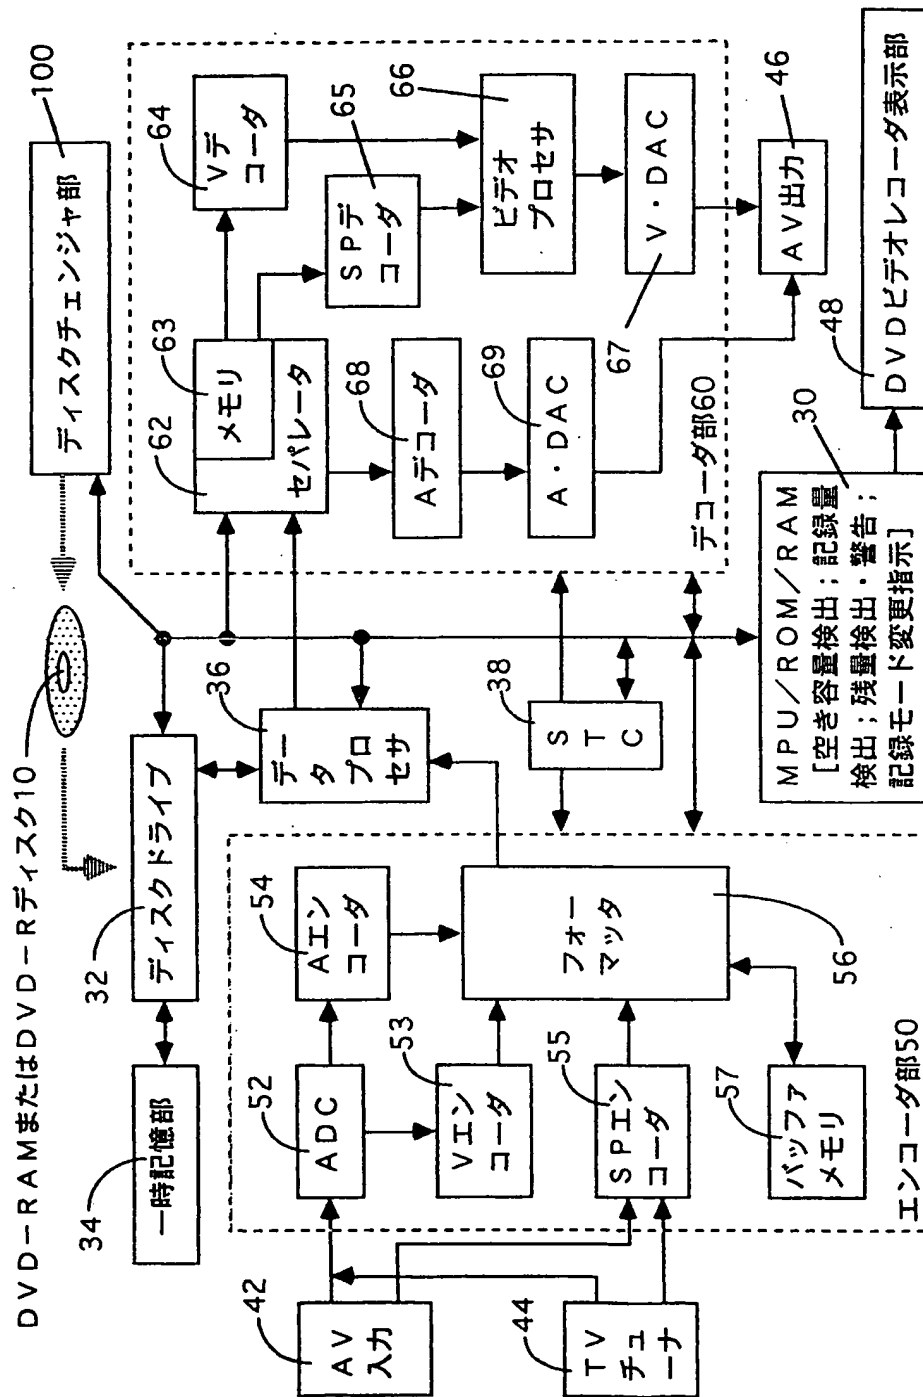 DVD-RAMまたはDVD-Rディスク10
100
ディスクチェンジャ部
34
一時記憶部
32
ディスクドライブ
36
データ
プロ
セサ
62
63
メモリ
セパレータ
64
Vデ
コーダ
65
SPデ
コーダ
66
ビデオ
プロセサ
67
V・DAC
68
Aデコーダ
69
A・DAC
デコーダ部60
46
AV出力
42
AV
入力
44
TV
チュ
ーナ
52
ADC
53
Vエン
コーダ
54
Aエン
コーダ
55
SPエン
コーダ
56
フォー
マッタ
57
バッファ
メモリ
エンコーダ部50
38
STC
30
MPU/ROM/RAM
[空き容量検出;記録量
検出;残量検出・警告;
記録モード変更指示]
48
DVDビデオレコーダ表示部